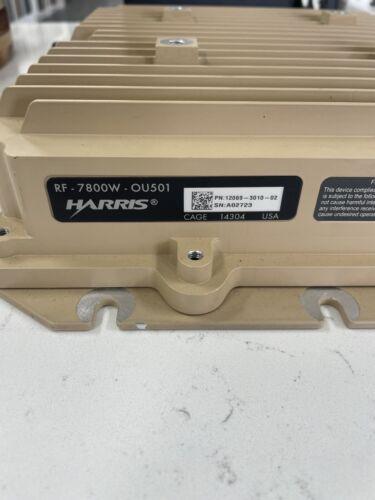 RF - 7800W - OU501
HARRIS®
PN:12069-3010-02
SN:A02723
CAGE 14304 USA
This device complies
is subject to the follo
not cause harmful inte
any interference receive
cause undesired operat